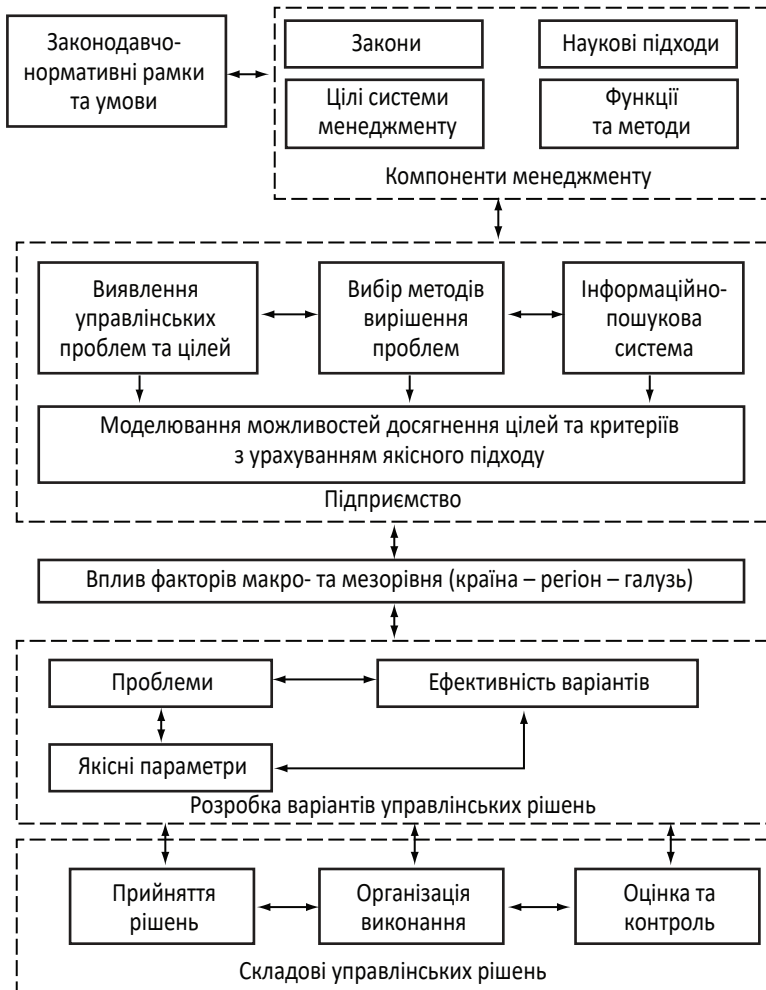 Законодавчо-
нормативні рамки
та умови
Закони
Наукові підходи
Цілі системи
менеджменту
Функції
та методи
Компоненти менеджменту
Виявлення
управлінських
проблем та цілей
Вибір методів
вирішення
проблем
Інформаційно-
пошукова
система
Моделювання можливостей досягнення цілей та критеріїв
з урахуванням якісного підходу
Підприємство
Вплив факторів макро- та мезорівня (країна – регіон – галузь)
Проблеми
Ефективність варіантів
Якісні параметри
Розробка варіантів управлінських рішень
Прийняття
рішень
Організація
виконання
Оцінка та
контроль
Складові управлінських рішень